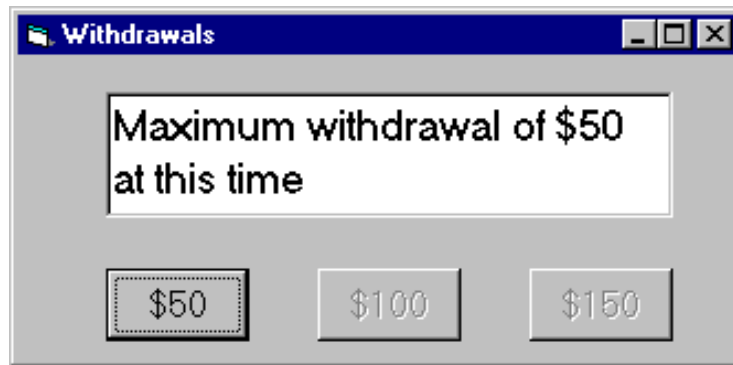 Withdrawals
Maximum withdrawal of $50
at this time
$50 $100 $150